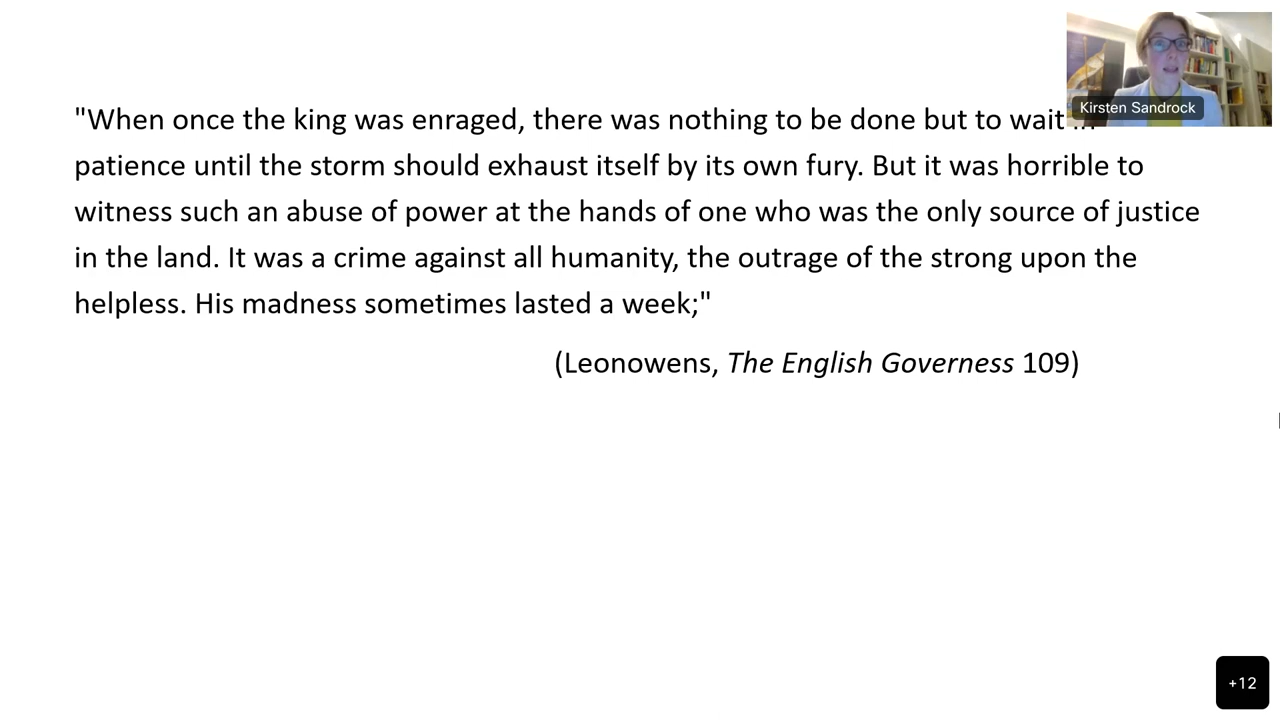 "When once the king was enraged, there was nothing to be done but to wait in
patience until the storm should exhaust itself by its own fury. But it was horrible to
witness such an abuse of power at the hands of one who was the only source of justice
in the land. It was a crime against all humanity, the outrage of the strong upon the
helpless. His madness sometimes lasted a week;"
(Leonowens, The English Governess 109)
Kirsten Sandrock
+12